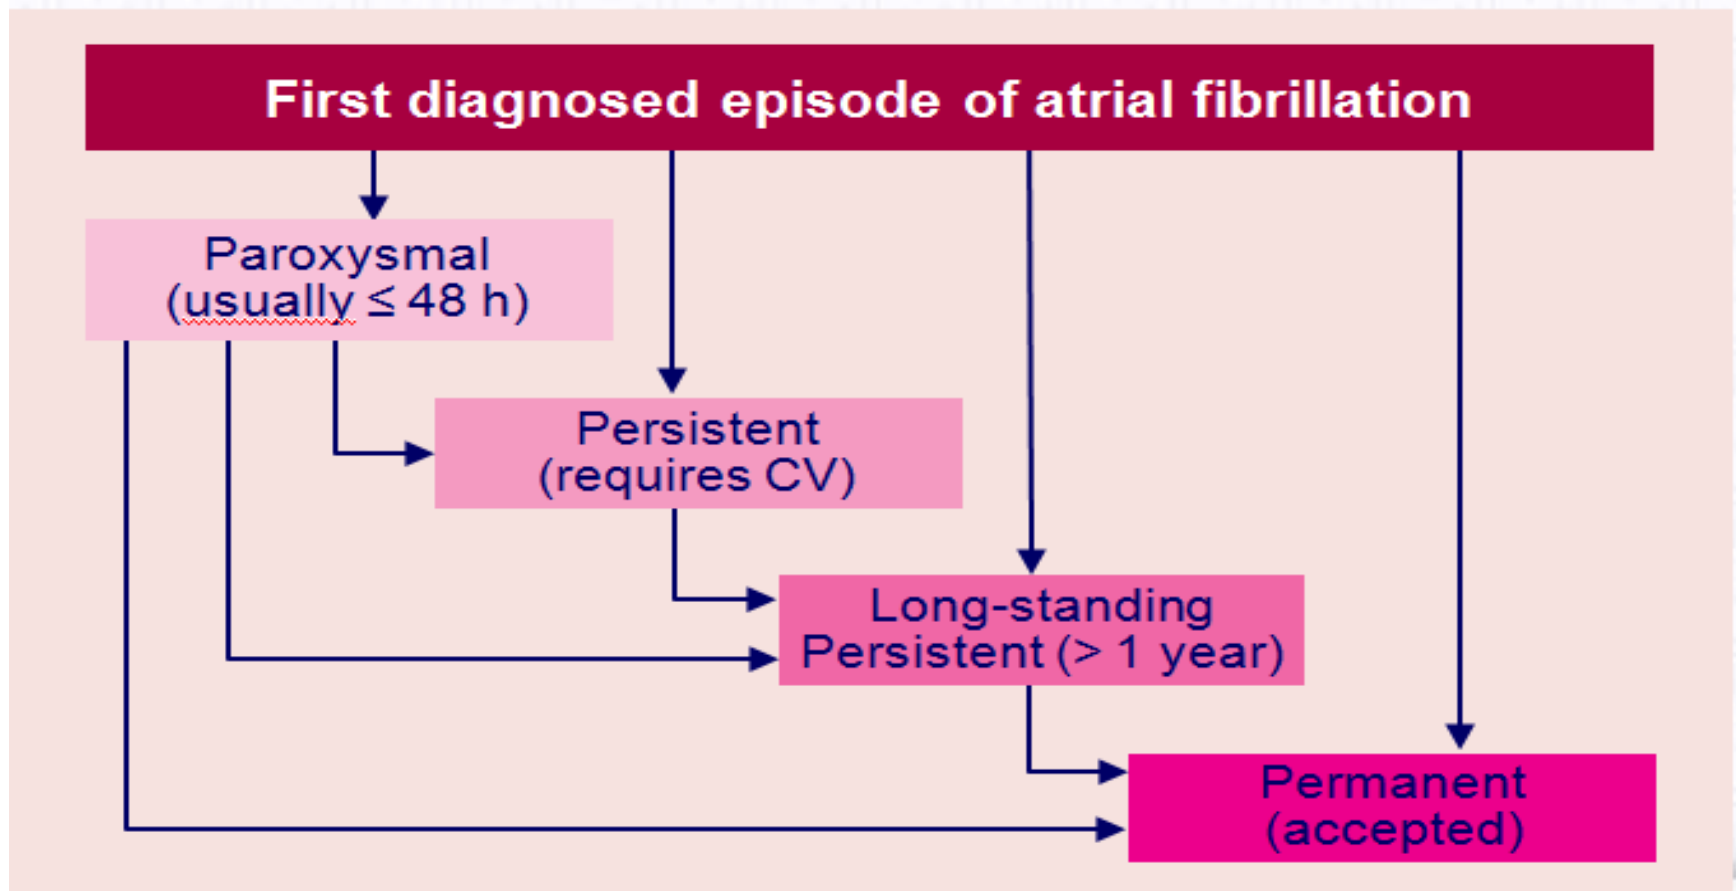 First diagnosed episode of atrial fibrillation
Paroxysmal
(usually ≤ 48 h)
Persistent
(requires CV)
Long-standing
Persistent (> 1 year)
Permanent
(accepted)